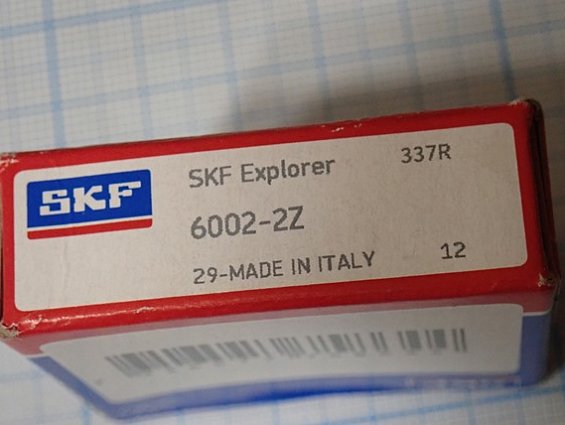 SKF
SKF Explorer 337R
6002-2Z
29-MADE IN ITALY 12